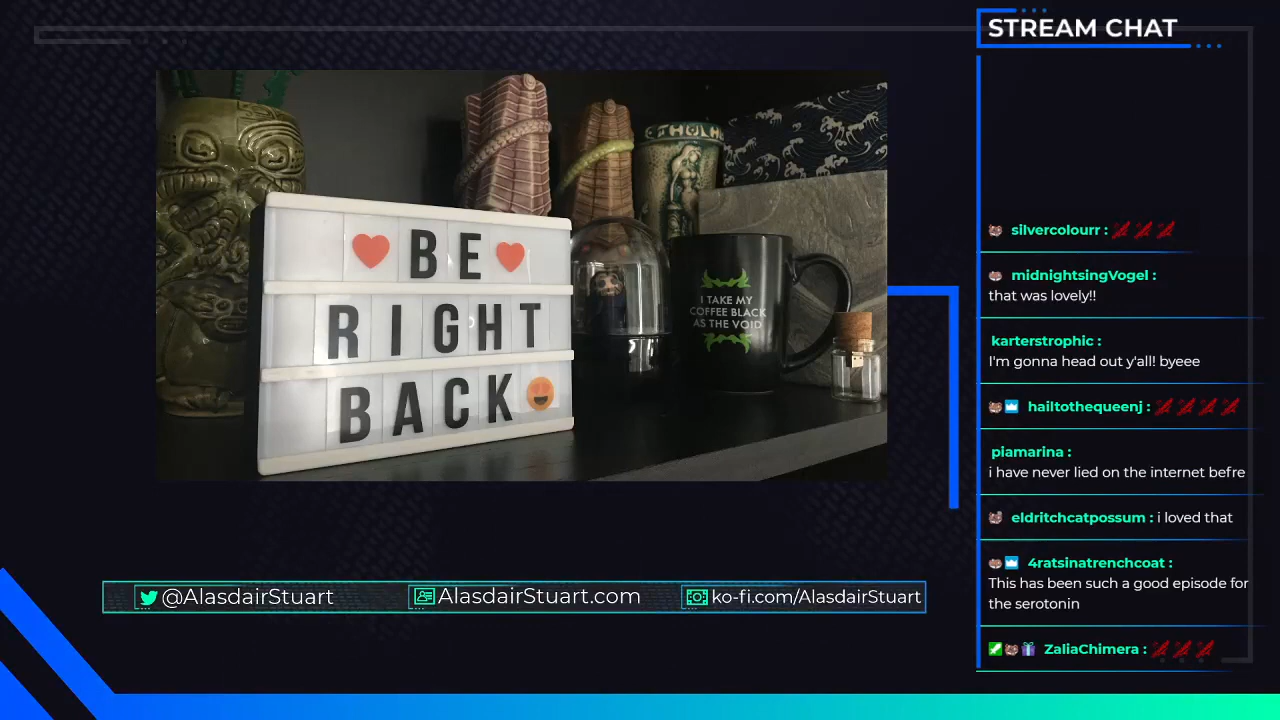 STREAM CHAT
CTHULHU
BE
RIGHT
BACK
I TAKE MY
COFFEE BLACK
AS THE VOID
silvercolourr :
midnightsingVogel :
that was lovely!!
karterstrophic :
I'm gonna head out y'all! byeee
hailtothequeenj :
piamarina :
i have never lied on the internet befre
eldritchcatpossum : i loved that
4ratsinatrenchcoat :
This has been such a good episode for
the serotonin
ZaliaChimera :
@AlasdairStuart
AlasdairStuart.com
ko-fi.com/AlasdairStuart